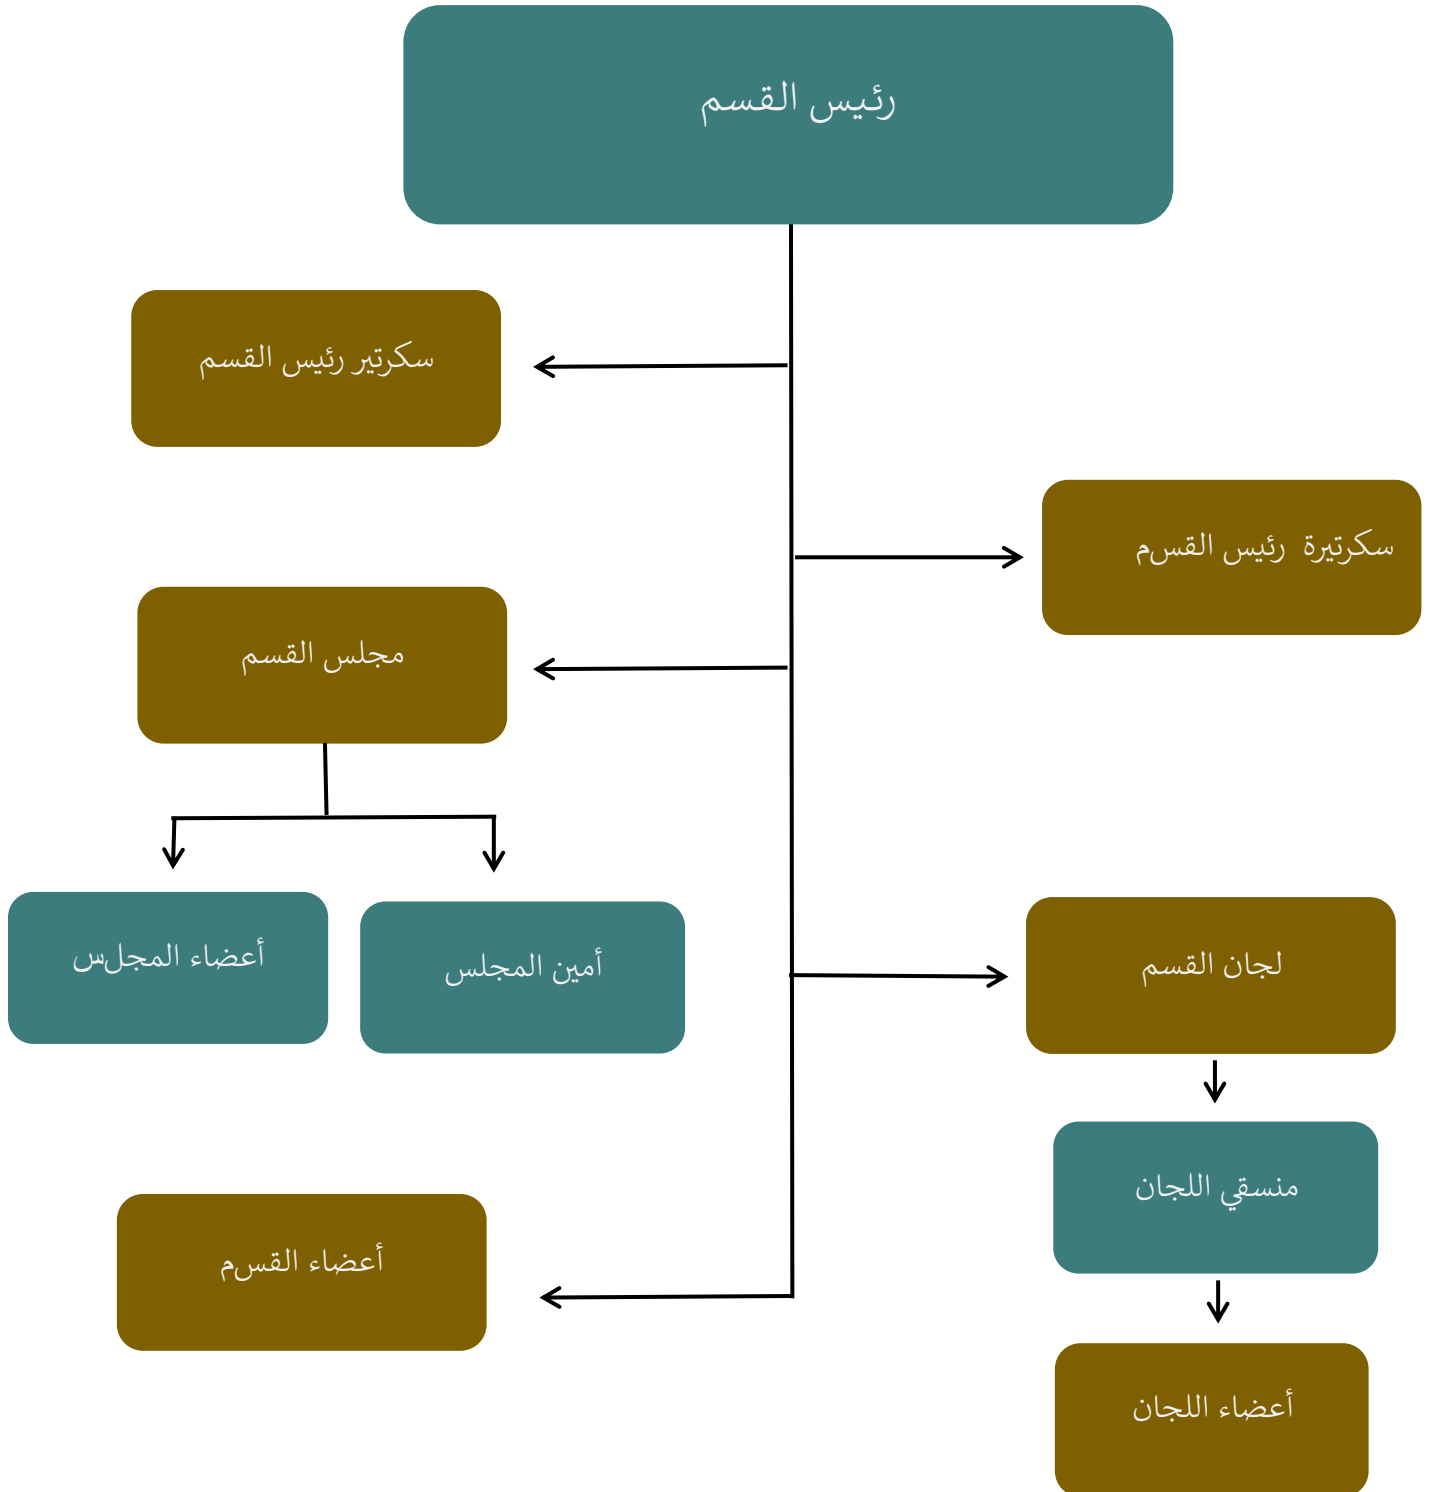 رئيس القسم
سكرتير رئيس القسم
سكرتيرة رئيس القسم
مجلس القسم
أعضاء المجلس
أمين المجلس
لجان القسم
منسقي اللجان
أعضاء القسم
أعضاء اللجان